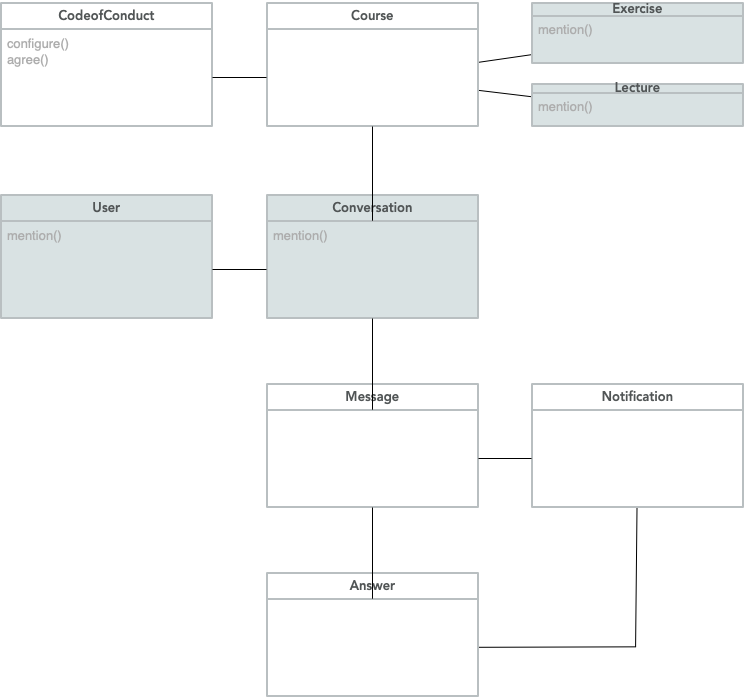 CodeofConduct
configure()
agree()
Course
Exercise
mention()
Lecture
mention()
User
mention()
Conversation
mention()
Message
Notification
Answer